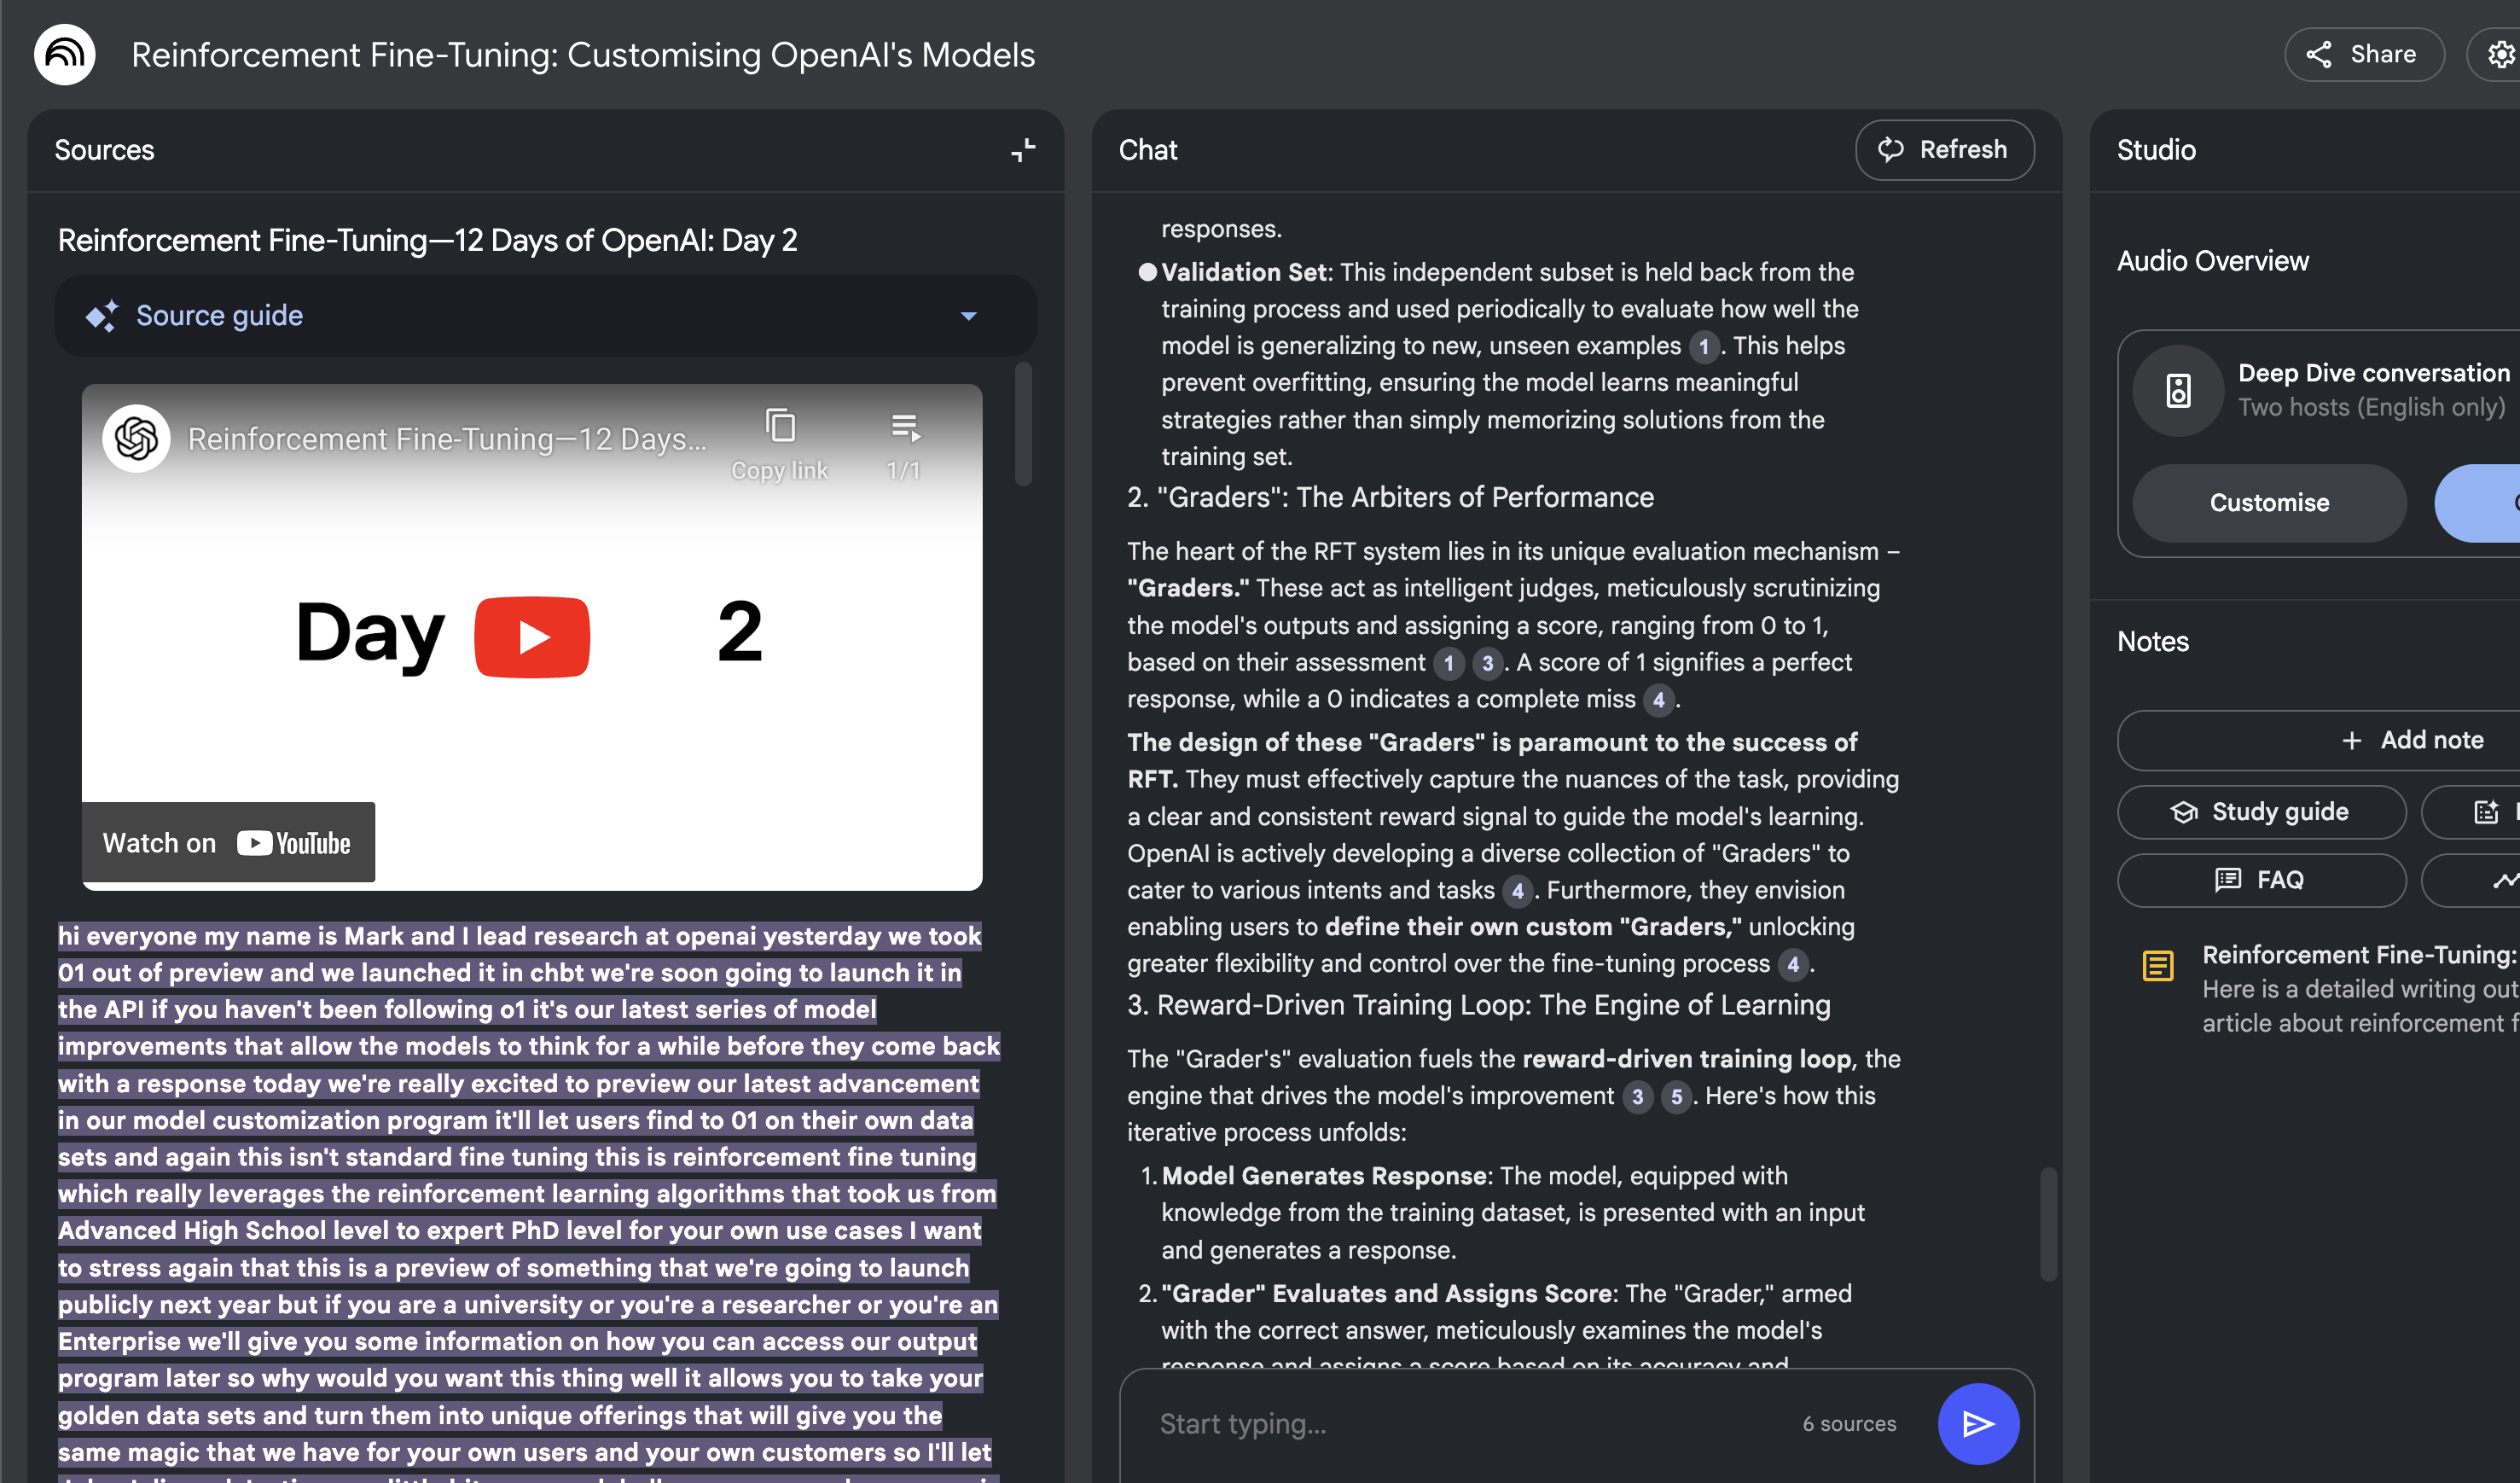 Reinforcement Fine-Tuning: Customising OpenAI's Models
Share
Sources
Reinforcement Fine-Tuning—12 Days of OpenAI: Day 2
Source guide
Reinforcement Fine-Tuning—12 Days...
Copy link
1/1
Day 2
Watch on YouTube
hi everyone my name is Mark and I lead research at openai yesterday we took
01 out of preview and we launched it in chbt we're soon going to launch it in
the API if you haven't been following o1 it's our latest series of model
improvements that allow the models to think for a while before they come back
with a response today we're really excited to preview our latest advancement
in our model customization program it'll let users find to 01 on their own data
sets and again this isn't standard fine tuning this is reinforcement fine tuning
which really leverages the reinforcement learning algorithms that took us from
Advanced High School level to expert PhD level for your own use cases I want
to stress again that this is a preview of something that we're going to launch
publicly next year but if you are a university or you're a researcher or you're an
Enterprise we'll give you some information on how you can access our output
program later so why would you want this thing well it allows you to take your
golden data sets and turn them into unique offerings that will give you the
same magic that we have for your own users and your own customers so I'll let
Chat
Refresh
responses.
● Validation Set: This independent subset is held back from the
training process and used periodically to evaluate how well the
model is generalizing to new, unseen examples 1. This helps
prevent overfitting, ensuring the model learns meaningful
strategies rather than simply memorizing solutions from the
training set.
2. "Graders": The Arbiters of Performance
The heart of the RFT system lies in its unique evaluation mechanism –
"Graders." These act as intelligent judges, meticulously scrutinizing
the model's outputs and assigning a score, ranging from 0 to 1,
based on their assessment 1 3. A score of 1 signifies a perfect
response, while a 0 indicates a complete miss 4.
The design of these "Graders" is paramount to the success of
RFT. They must effectively capture the nuances of the task, providing
a clear and consistent reward signal to guide the model's learning.
OpenAI is actively developing a diverse collection of "Graders" to
cater to various intents and tasks 4. Furthermore, they envision
enabling users to define their own custom "Graders," unlocking
greater flexibility and control over the fine-tuning process 4.
3. Reward-Driven Training Loop: The Engine of Learning
The "Grader's" evaluation fuels the reward-driven training loop, the
engine that drives the model's improvement 3 5. Here's how this
iterative process unfolds:
1. Model Generates Response: The model, equipped with
knowledge from the training dataset, is presented with an input
and generates a response.
2. "Grader" Evaluates and Assigns Score: The "Grader," armed
with the correct answer, meticulously examines the model's
response and assigns a score based on its accuracy and
Start typing...
6 sources
Studio
Audio Overview
Deep Dive conversation
Two hosts (English only)
Customise
Notes
+ Add note
Study guide
FAQ
Reinforcement Fine-Tuning:
Here is a detailed writing out
article about reinforcement f